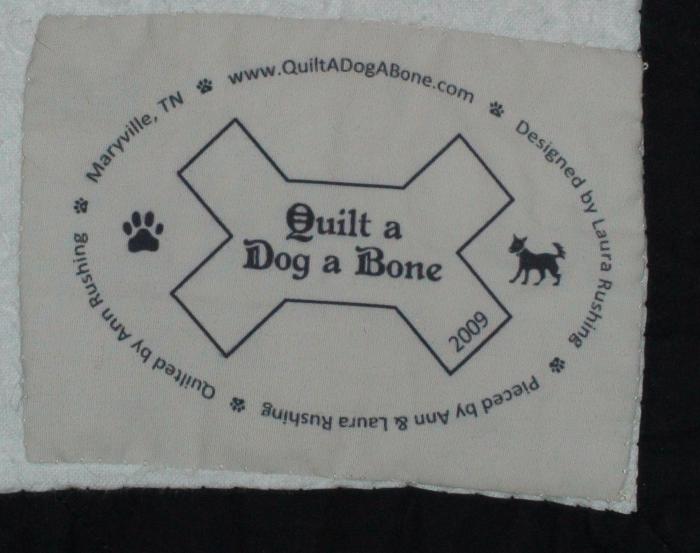 www.QuiltADogABone.com
Designed by Laura Rushing
Pieced by Ann & Laura Rushing
Quilted by Ann Rushing
Maryville, TN
Quilt a
Dog a Bone
2009